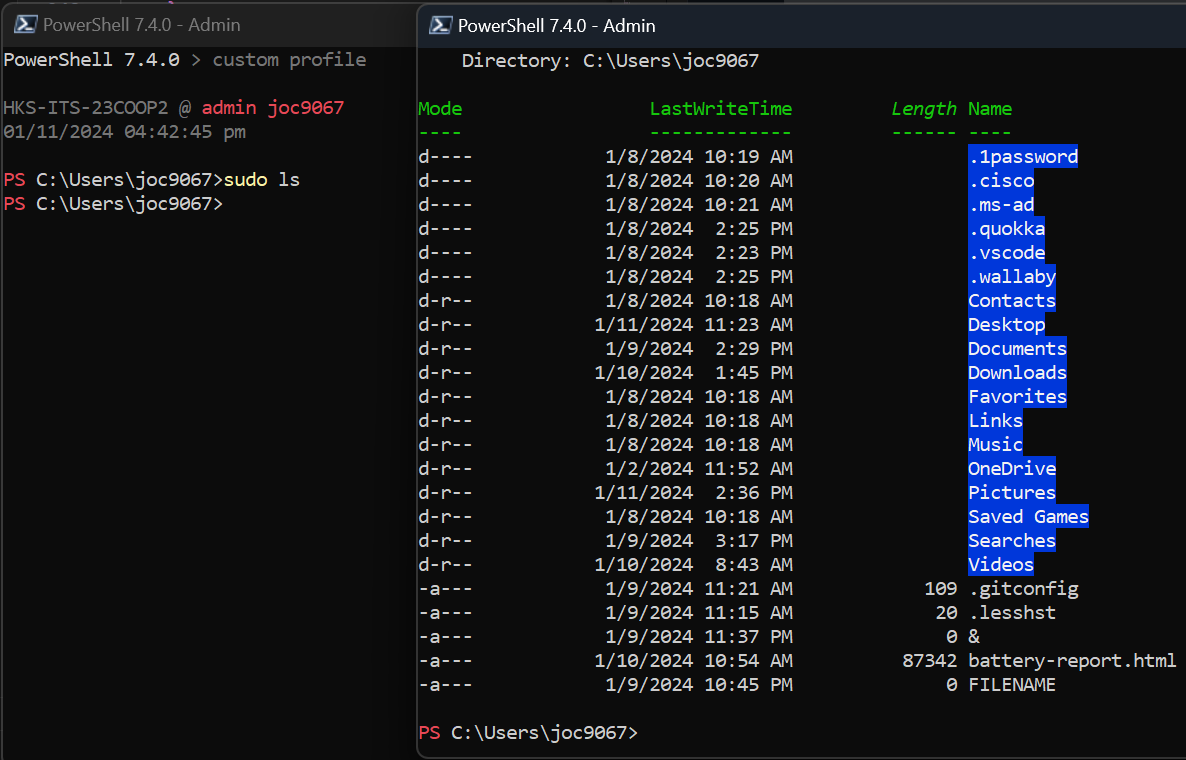 PowerShell 7.4.0 - Admin
PowerShell 7.4.0 > custom profile
HKS-ITS-23COOP2 @ admin joc9067
01/11/2024 04:42:45 pm
PS C:\Users\joc9067>sudo ls
PS C:\Users\joc9067>
PowerShell 7.4.0 - Admin
Directory: C:\Users\joc9067
Mode LastWriteTime Length Name
---- ------------- ------ ----
d---- 1/8/2024 10:19 AM .1password
d---- 1/8/2024 10:20 AM .cisco
d---- 1/8/2024 10:21 AM .ms-ad
d---- 1/8/2024 2:25 PM .quokka
d---- 1/8/2024 2:23 PM .vscode
d---- 1/8/2024 2:25 PM .wallaby
d-r-- 1/8/2024 10:18 AM Contacts
d-r-- 1/11/2024 11:23 AM Desktop
d-r-- 1/9/2024 2:29 PM Documents
d-r-- 1/10/2024 1:45 PM Downloads
d-r-- 1/8/2024 10:18 AM Favorites
d-r-- 1/8/2024 10:18 AM Links
d-r-- 1/8/2024 10:18 AM Music
d-r-- 1/2/2024 11:52 AM OneDrive
d-r-- 1/11/2024 2:36 PM Pictures
d-r-- 1/8/2024 10:18 AM Saved Games
d-r-- 1/9/2024 3:17 PM Searches
d-r-- 1/10/2024 8:43 AM Videos
-a--- 1/9/2024 11:21 AM 109 .gitconfig
-a--- 1/9/2024 11:15 AM 20 .lesshst
-a--- 1/9/2024 11:37 PM 0 &
-a--- 1/10/2024 10:54 AM 87342 battery-report.html
-a--- 1/9/2024 10:45 PM 0 FILENAME
PS C:\Users\joc9067>